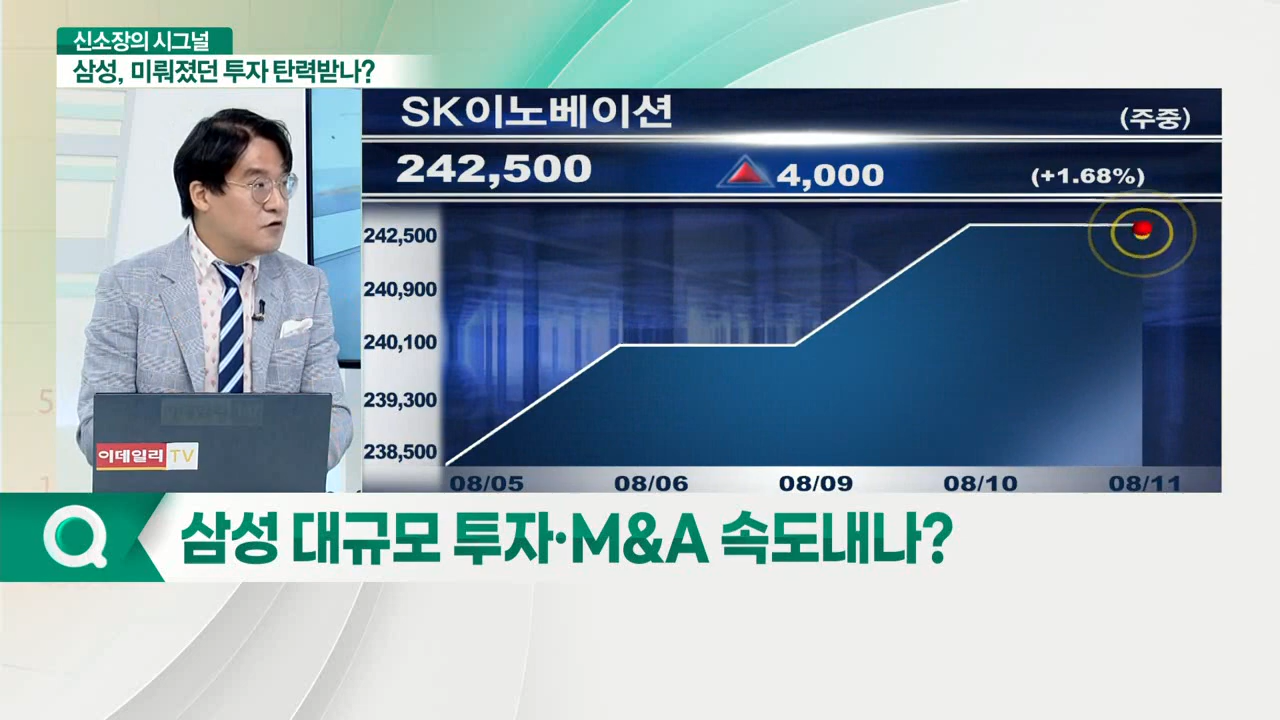 신소장의 시그널
삼성, 미뤄졌던 투자 탄력받나?
SK이노베이션
(주중)
242,500
4,000
(+1.68%)
242,500
240,900
240,100
239,300
238,500
08/05 08/06 08/09 08/10 08/11
이데일리 TV
5
1
삼성 대규모 투자·M&A 속도내나?